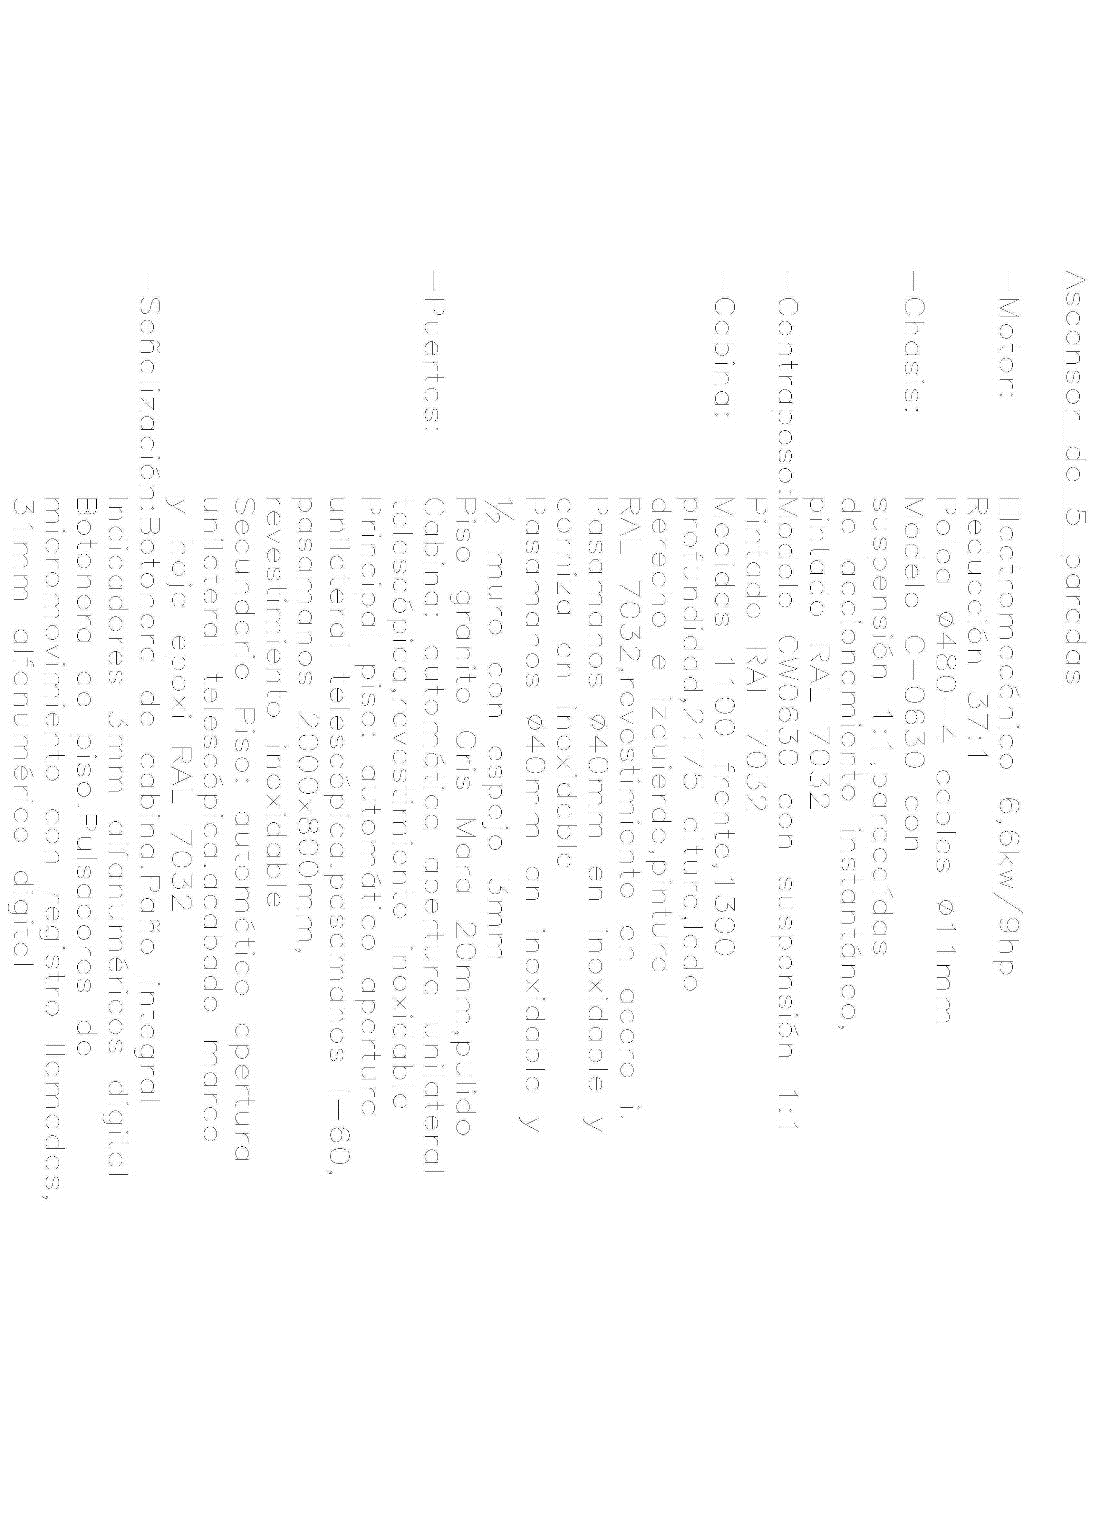 Ascensor de 5 paradas
—Motor: Electromecánico 6,6kw/9hp
Reducción 37:1
Polea ø480-4 cables ø11mm
—Chasis: Modelo C-0630 con
suspensión 1:1,paracaídas
de accionamiento instantáneo,
pintado RAL 7032
—Contrapeso:Modelo CW0630 con suspensión 1:1
Pintado RAL 7032
—Cabina: Medidas 1100 frente,1300
profundidad,2175 altura,lado
derecho e izquierdo,pintura
RAL 7032,revestimiento en acero i.
Pasamanos ø40mm en inoxidable y
corniza en inoxidable
Pasamanos ø40mm en inoxidable y
½ muro con espejo 3mm
Piso granito Gris Mara 20mm,pulido
—Puertas: Cabina: automático apertura unilateral
telescópica,revestimiento inoxidable
Principal piso: automático apertura
unilateral telescópica.pasamanos I-60,
pasamanos 2000x800mm,
revestimiento inoxidable
Secundario Piso: automático apertura
unilateral telescópica.acabado marco
y hoja epoxi RAL 7032
—Señalización:Botonera de cabina.Paño integral
Indicadores 3mm alfanuméricos digital
Botonera de piso.Pulsadores de
micromovimiento con registro llamadas,
31mm alfanumérico digital